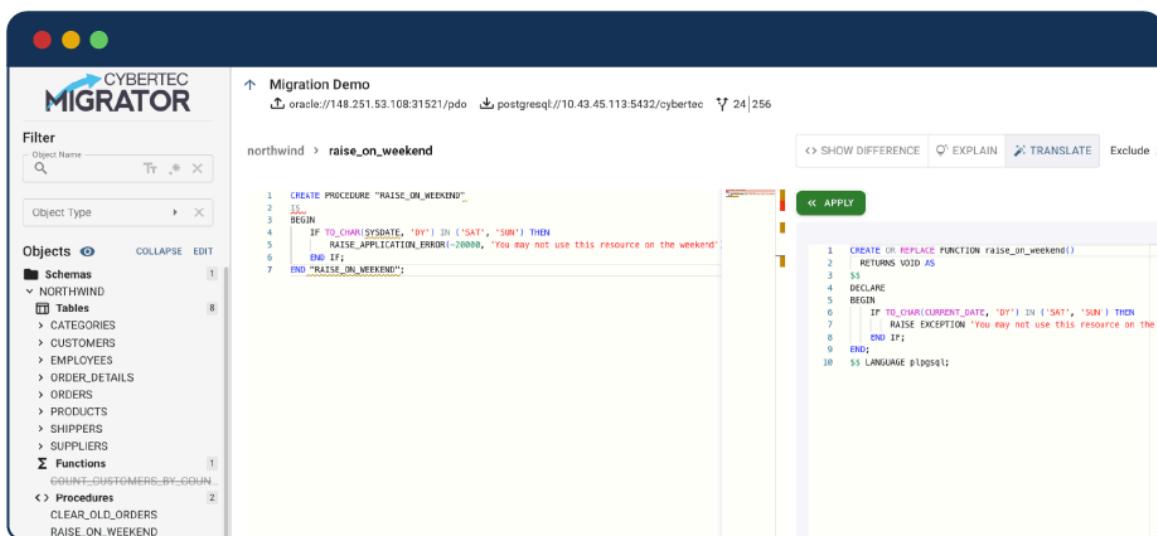 CYBERTEC
MIGRATOR
Filter
Object Name
Tт .* ×
Object Type
Objects COLLAPSE EDIT
Schemas 1
NORTHWIND
Tables 8
CATEGORIES
CUSTOMERS
EMPLOYEES
ORDER_DETAILS
ORDERS
PRODUCTS
SHIPPERS
SUPPLIERS
Σ Functions 1
COUNT_CUSTOMERS_BY_COUN...
<> Procedures 2
CLEAR_OLD_ORDERS
RAISE_ON_WEEKEND
Migration Demo
oracle://148.251.53.108:31521/pdo postgresql://10.43.45.113:5432/cybertec 24|256
northwind > raise_on_weekend
<> SHOW DIFFERENCE EXPLAIN TRANSLATE Exclude
1 CREATE PROCEDURE "RAISE_ON_WEEKEND"
2 IS
3 BEGIN
4 IF TO_CHAR(SYSDATE, 'DY') IN ('SAT', 'SUN') THEN
5 RAISE_APPLICATION_ERROR(-20000, 'You may not use this resource on the weekend'
6 END IF;
7 END "RAISE_ON_WEEKEND";
« APPLY
1 CREATE OR REPLACE FUNCTION raise_on_weekend()
2 RETURNS VOID AS
3 $$
4 DECLARE
5 BEGIN
6 IF TO_CHAR(CURRENT_DATE, 'DY') IN ('SAT', 'SUN') THEN
7 RAISE EXCEPTION 'You may not use this resource on the
8 END IF;
9 END;
10 $$ LANGUAGE plpgsql;